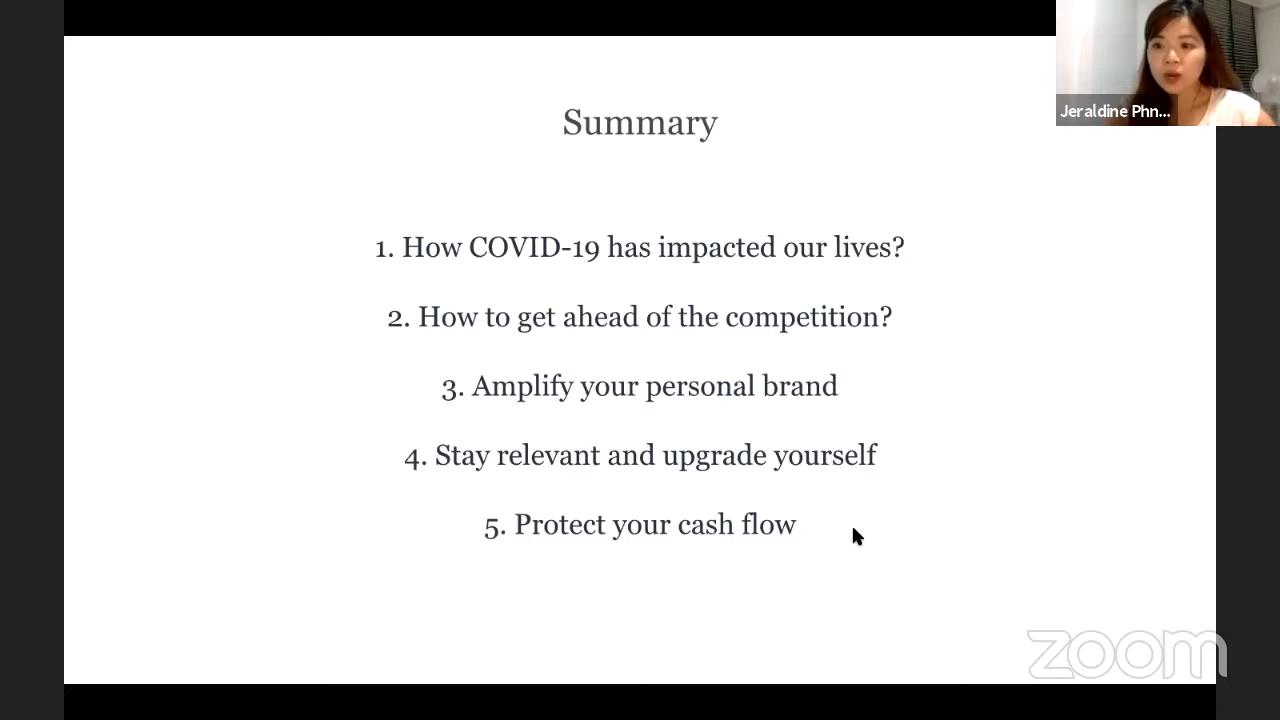 Summary
Jeraldine Phn...
1. How COVID-19 has impacted our lives?
2. How to get ahead of the competition?
3. Amplify your personal brand
4. Stay relevant and upgrade yourself
5. Protect your cash flow
zoom